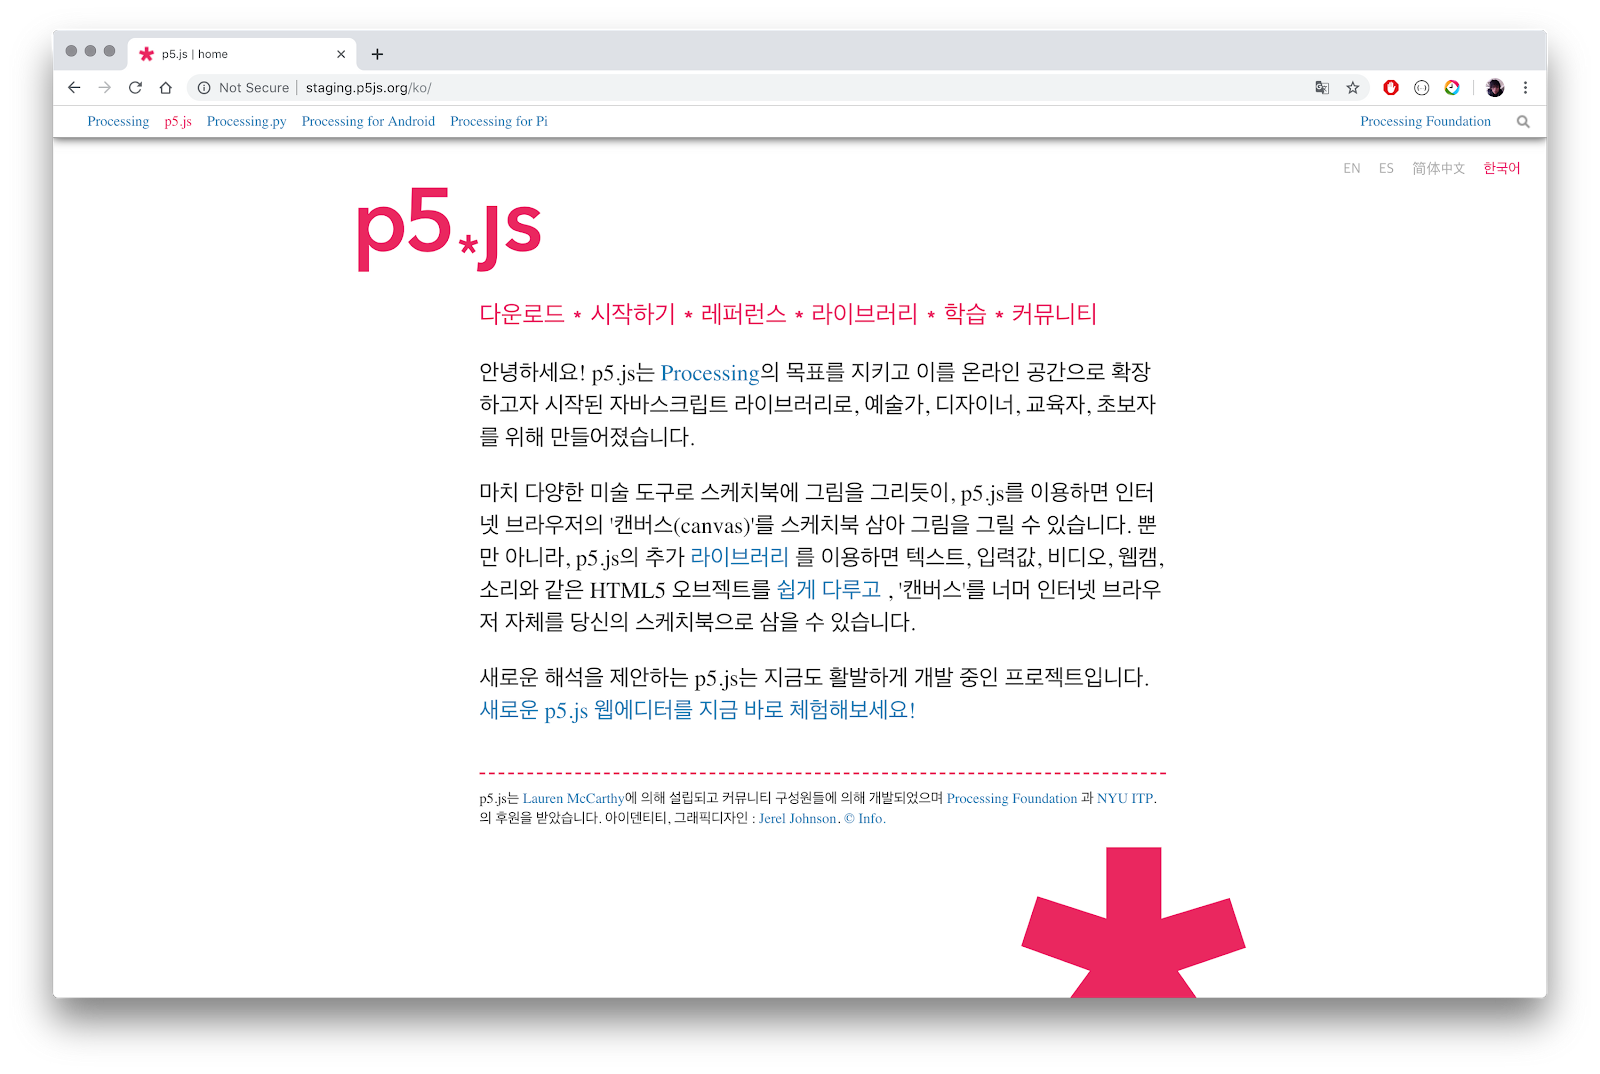 p5.js | home
Not Secure | staging.p5js.org/ko/
Processing p5.js Processing.py Processing for Android Processing for Pi Processing Foundation
EN ES 简体中文 한국어
p5*js
다운로드 * 시작하기 * 레퍼런스 * 라이브러리 * 학습 * 커뮤니티
안녕하세요! p5.js는 Processing의 목표를 지키고 이를 온라인 공간으로 확장
하고자 시작된 자바스크립트 라이브러리로, 예술가, 디자이너, 교육자, 초보자
를 위해 만들어졌습니다.
마치 다양한 미술 도구로 스케치북에 그림을 그리듯이, p5.js를 이용하면 인터
넷 브라우저의 '캔버스(canvas)'를 스케치북 삼아 그림을 그릴 수 있습니다. 뿐
만 아니라, p5.js의 추가 라이브러리 를 이용하면 텍스트, 입력값, 비디오, 웹캠,
소리와 같은 HTML5 오브젝트를 쉽게 다루고 , '캔버스'를 너머 인터넷 브라우
저 자체를 당신의 스케치북으로 삼을 수 있습니다.
새로운 해석을 제안하는 p5.js는 지금도 활발하게 개발 중인 프로젝트입니다.
새로운 p5.js 웹에디터를 지금 바로 체험해보세요!
p5.js는 Lauren McCarthy에 의해 설립되고 커뮤니티 구성원들에 의해 개발되었으며 Processing Foundation 과 NYU ITP.
의 후원을 받았습니다. 아이덴티티, 그래픽디자인 : Jerel Johnson. © Info.